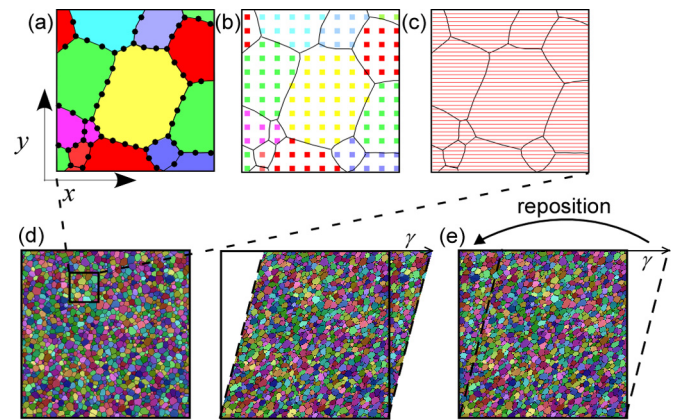 (a)
(b)
(c)
y
x
reposition
(d)
γ
(e)
γ